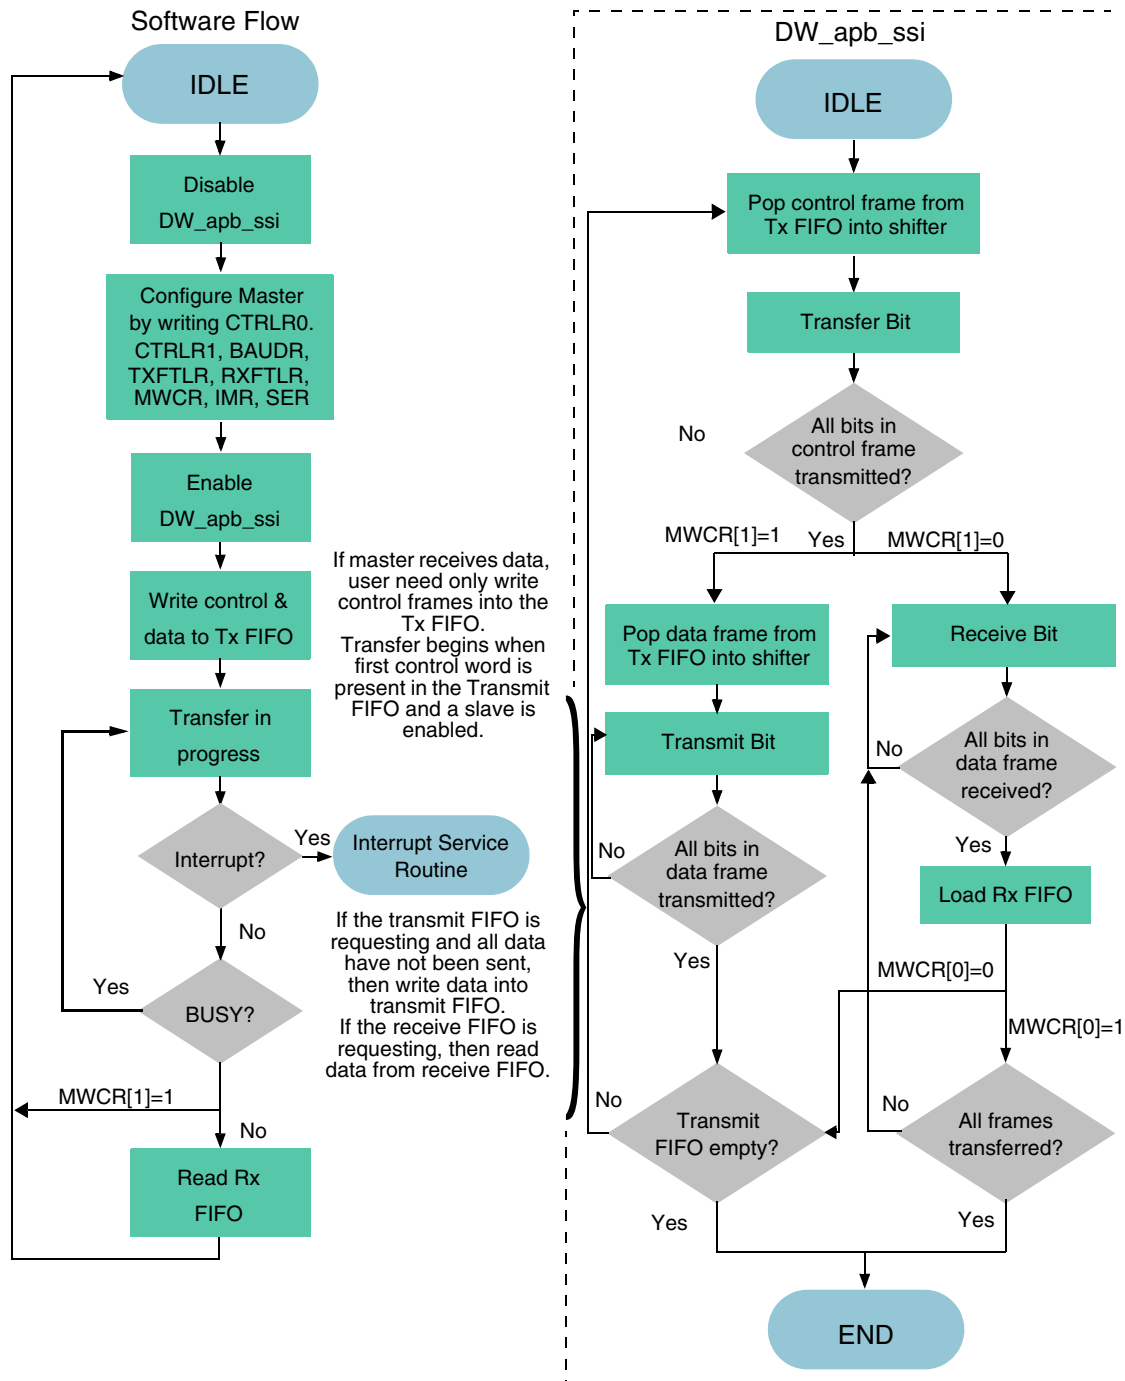 Software Flow
IDLE
Disable
DW_apb_ssi
Configure Master
by writing CTRLR0.
CTRLR1, BAUDR,
TXFTLR, RXFTLR,
MWCR, IMR, SER
Enable
DW_apb_ssi
Write control &
data to Tx FIFO
If master receives data,
user need only write
control frames into the
Tx FIFO.
Transfer begins when
first control word is
present in the Transmit
FIFO and a slave is
enabled.
Transfer in
progress
Interrupt?
Yes
Interrupt Service
Routine
No
If the transmit FIFO is
requesting and all data
have not been sent,
then write data into
transmit FIFO.
If the receive FIFO is
requesting, then read
data from receive FIFO.
Yes
BUSY?
MWCR[1]=1
No
Read Rx
FIFO
DW_apb_ssi
IDLE
Pop control frame from
Tx FIFO into shifter
Transfer Bit
No
All bits in
control frame
transmitted?
MWCR[1]=1
Yes
MWCR[1]=0
Pop data frame from
Tx FIFO into shifter
Transmit Bit
No
All bits in
data frame
transmitted?
Yes
Receive Bit
No
All bits in
data frame
received?
Yes
Load Rx FIFO
MWCR[0]=0
MWCR[0]=1
No
Transmit
FIFO empty?
Yes
No
All frames
transferred?
Yes
END